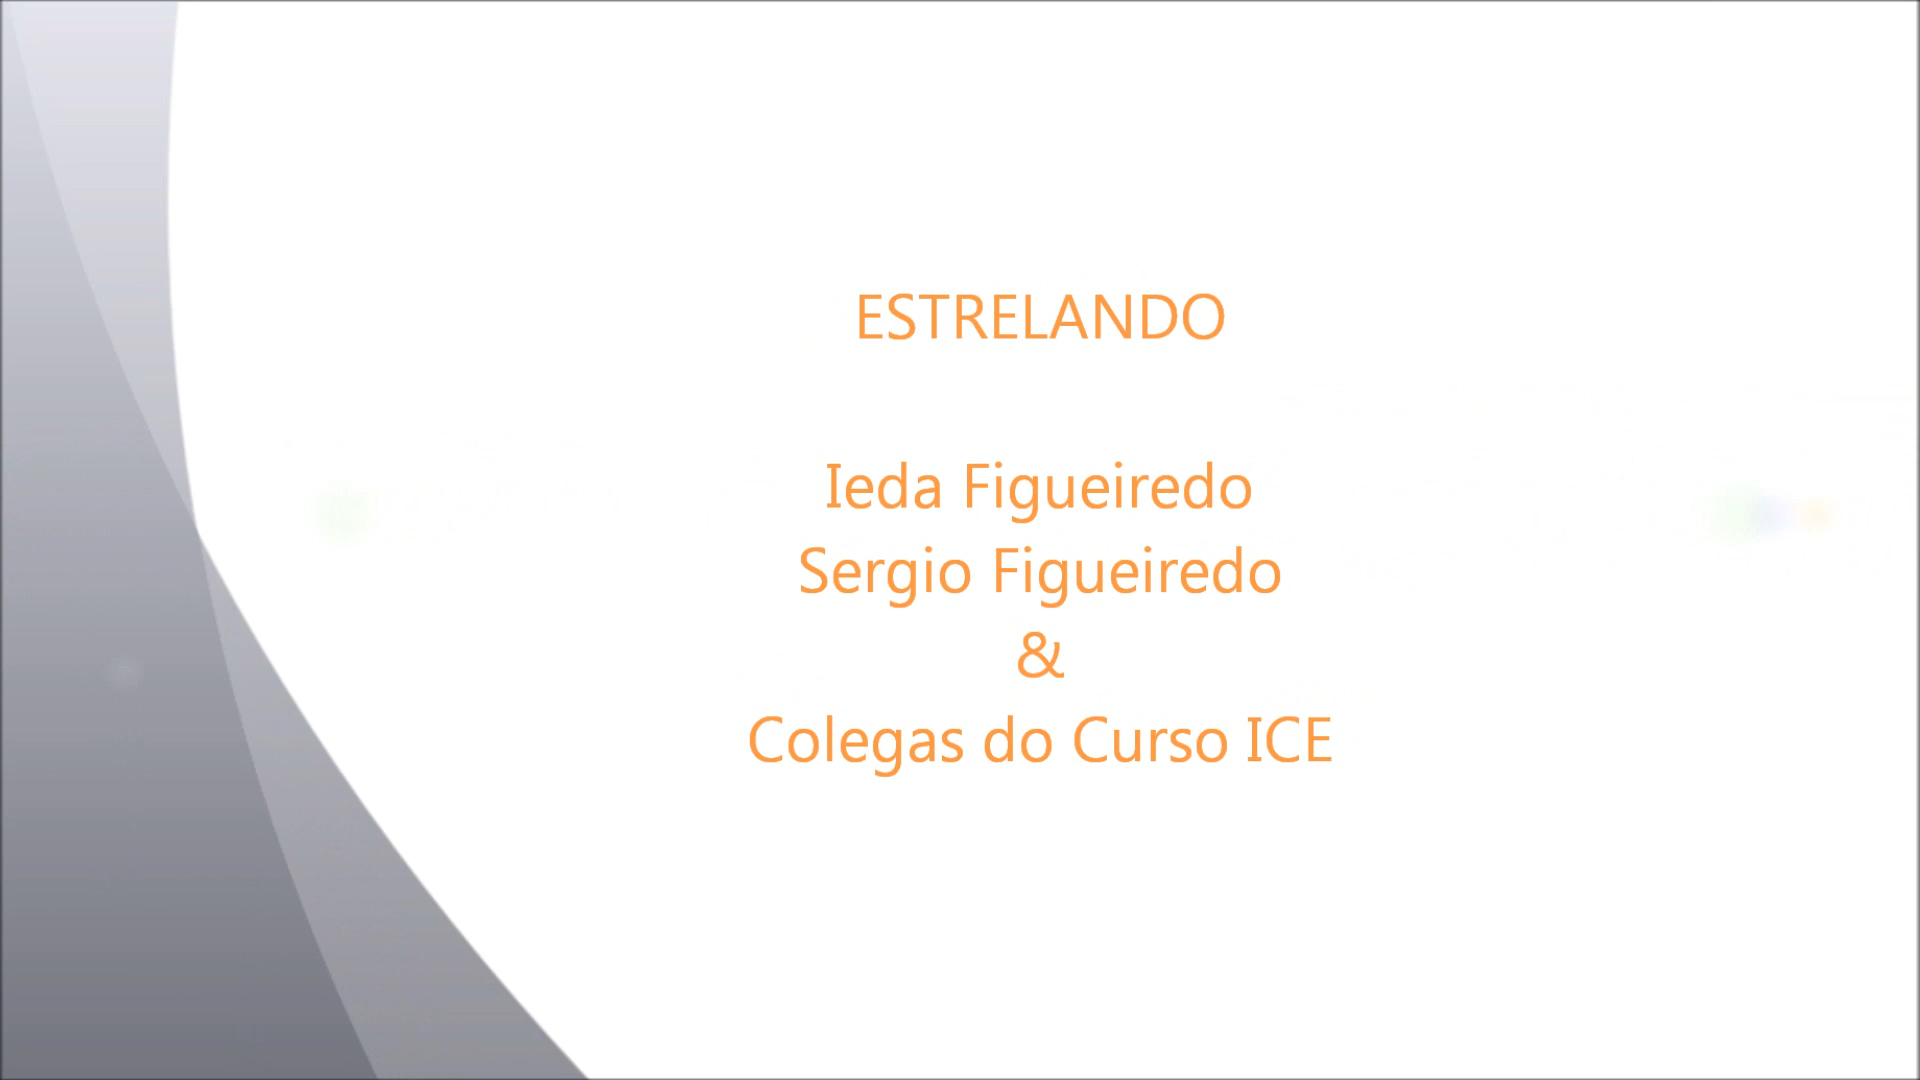 ESTRELANDO
Ieda Figueiredo
Sergio Figueiredo
&
Colegas do Curso ICE